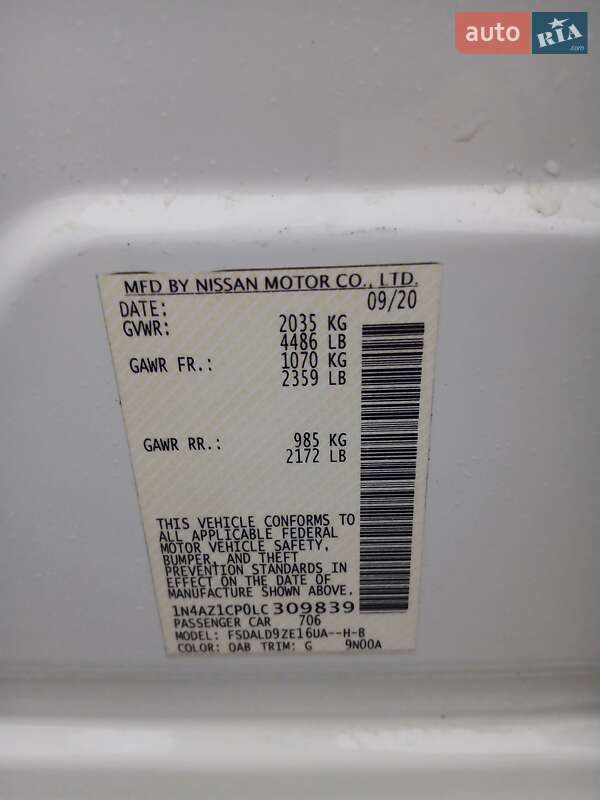 auto RIA .com
MFD BY NISSAN MOTOR CO., LTD.
DATE: 09/20
GVWR: 2035 KG
4486 LB
GAWR FR.: 1070 KG
2359 LB
GAWR RR.: 985 KG
2172 LB
THIS VEHICLE CONFORMS TO
ALL APPLICABLE FEDERAL
MOTOR VEHICLE SAFETY,
BUMPER, AND THEFT
PREVENTION STANDARDS IN
EFFECT ON THE DATE OF
MANUFACTURE SHOWN ABOVE.
1N4AZ1CP0LC309839
PASSENGER CAR 706
MODEL: FSDALD9ZE16UA--H-B
COLOR: QAB TRIM: G 9N00A